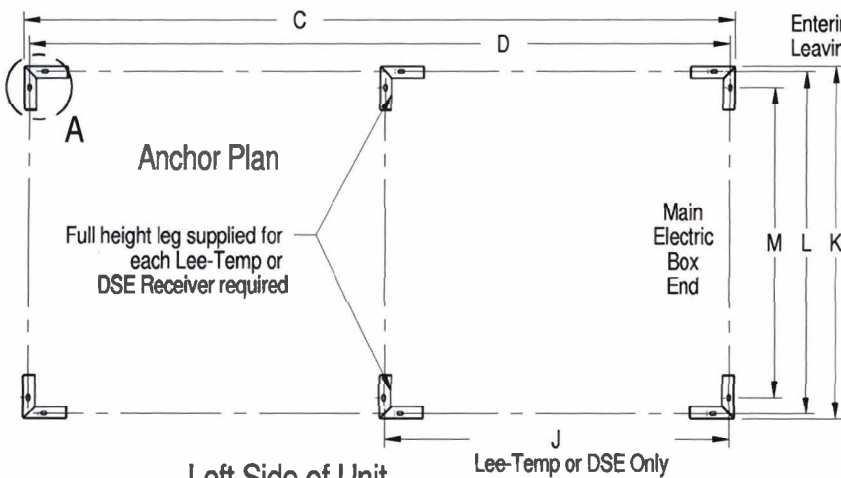 C
D
Enterin
Leavin
A
Anchor Plan
Full height leg supplied for
each Lee-Temp or
DSE Receiver required
Main
Electric
Box
End
M L K
J
Lee-Temp or DSE Only
Left Side of Unit